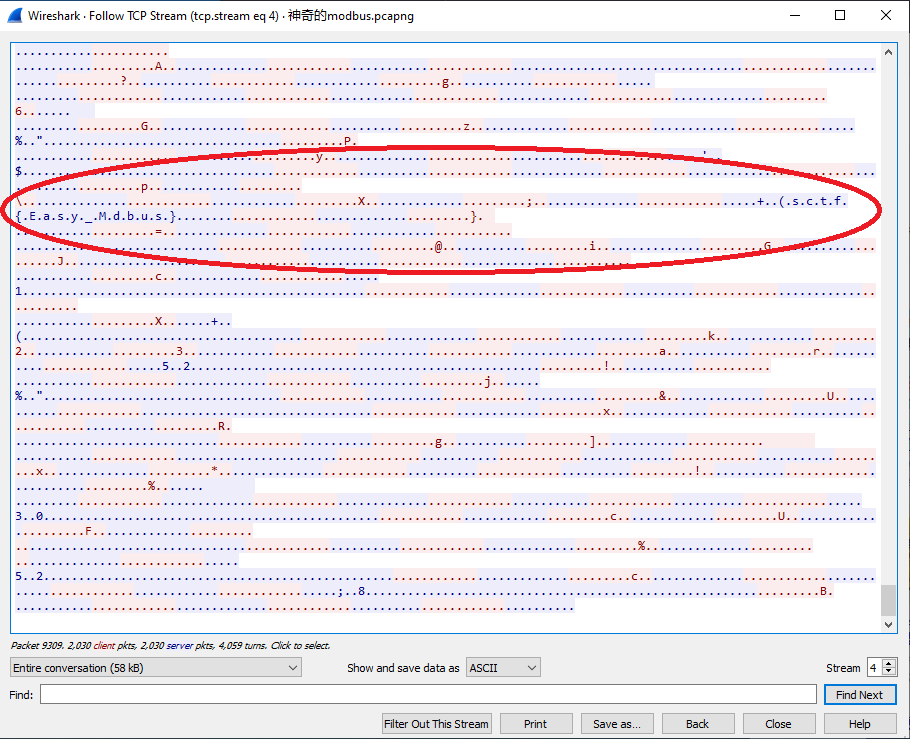 Wireshark · Follow TCP Stream (tcp.stream eq 4) · 神奇的modbus.pcapng
A..
? g..
6.......
G.. z..
%.." P.
y '..
$
p..
\.. X.. ;.. +..(.s.c.t.f.
{.E.a.s.y._.M.d.b.u.s.} }.
=..
@.. i.. G..
J..
c..
1
X.. +..
( k..
2.. .3.. a.. r..
.5..2 !..
j..
%.." &.. U..
x..
R.
g.. ]..
x.. *.. !..
%..
3..0 c.. U..
F..
%..
5..2 c..
;..8 B.
Packet 9309. 2,030 client pkts, 2,030 server pkts, 4,059 turns. Click to select.
Entire conversation (58 kB) Show and save data as ASCII Stream 4
Find: Find Next
Filter Out This Stream Print Save as... Back Close Help